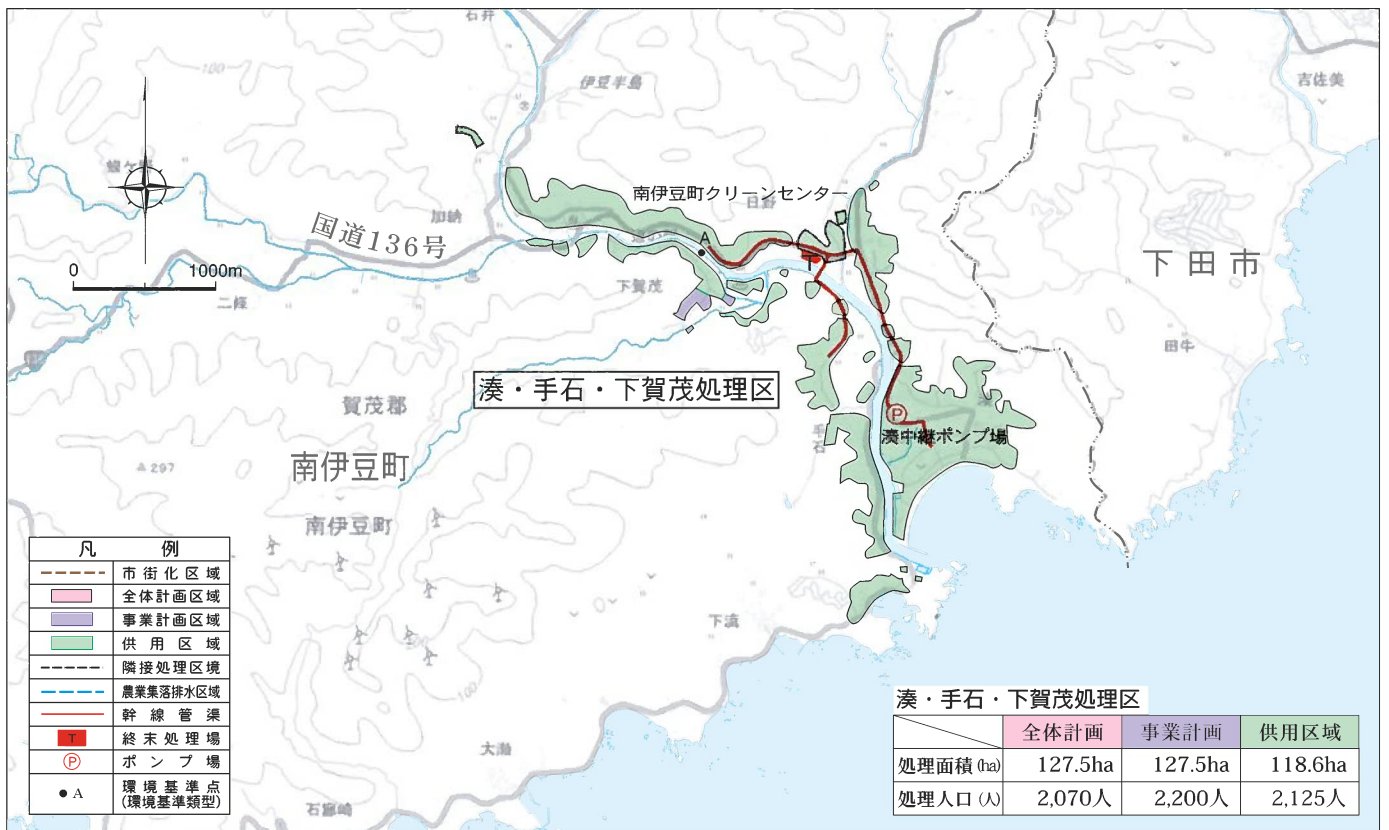 石井
伊豆半島
吉佐美
100
南伊豆町クリーンセンター
日野
加納
国道136号
A
T
下田市
0 1000m
下賀茂
二條
田牛
湊・手石・下賀茂処理区
賀茂郡
P
湊中継ポンプ場
手石
297
南伊豆町
南伊豆町
下流
100
大瀬
石廊崎
凡例
市街化区域
全体計画区域
事業計画区域
供用区域
隣接処理区境
農業集落排水区域
幹線管渠
T 終末処理場
P ポンプ場
● A 環境基準点
(環境基準類型)
湊・手石・下賀茂処理区
全体計画 事業計画 供用区域
処理面積(ha) 127.5ha 127.5ha 118.6ha
処理人口(人) 2,070人 2,200人 2,125人